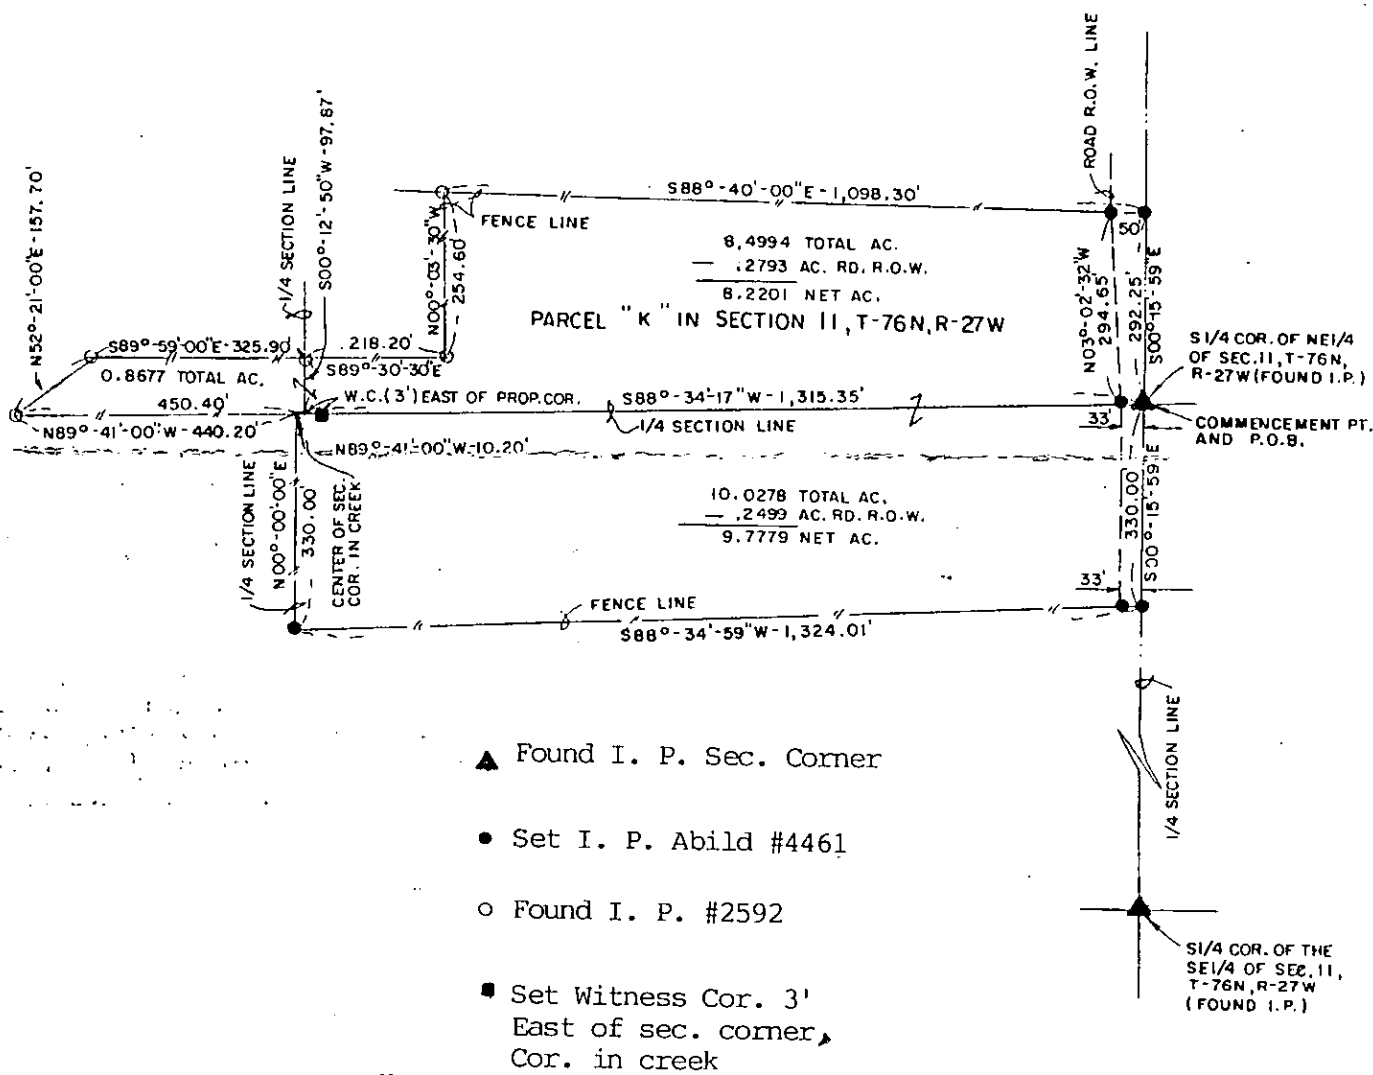 N52°-21'-00"E-157.70'
1/4 SECTION LINE
S00°-12'-50"W-97.87'
ROAD R.O.W. LINE
S88°-40'-00"E-1,098.30'
FENCE LINE
N00°-03'-30"W
254.60'
8.4994 TOTAL AC.
— .2793 AC. RD. R.O.W.
8.2201 NET AC.
PARCEL "K" IN SECTION 11, T-76N, R-27W
50'
N03°-02'-32"W
294.65'
292.25'
S00°-15'-59"E
S1/4 COR. OF NE1/4
OF SEC. 11, T-76N,
R-27W (FOUND I.P.)
S89°-59'-00"E-325.90'
218.20'
S89°-30'-30"E
0.8677 TOTAL AC.
450.40'
W.C.(3') EAST OF PROP.COR.
S88°-34'-17"W-1,315.35'
1/4 SECTION LINE
33'
COMMENCEMENT PT.
AND P.O.B.
N89°-41'-00"W-440.20'
N89°-41'-00"W-10.20'
1/4 SECTION LINE
N00°-00'-00"E
330.00'
CENTER OF SEC.
COR. IN CREEK
10.0278 TOTAL AC.
— .2499 AC. RD. R.O.W.
9.7779 NET AC.
330.00'
S00°-15'-59"E
33'
FENCE LINE
S88°-34'-59"W-1,324.01'
1/4 SECTION LINE
Found I. P. Sec. Corner
Set I. P. Abild #4461
Found I. P. #2592
Set Witness Cor. 3'
East of sec. corner,
Cor. in creek
S1/4 COR. OF THE
SE1/4 OF SEC. 11,
T-76N, R-27W
(FOUND I.P.)